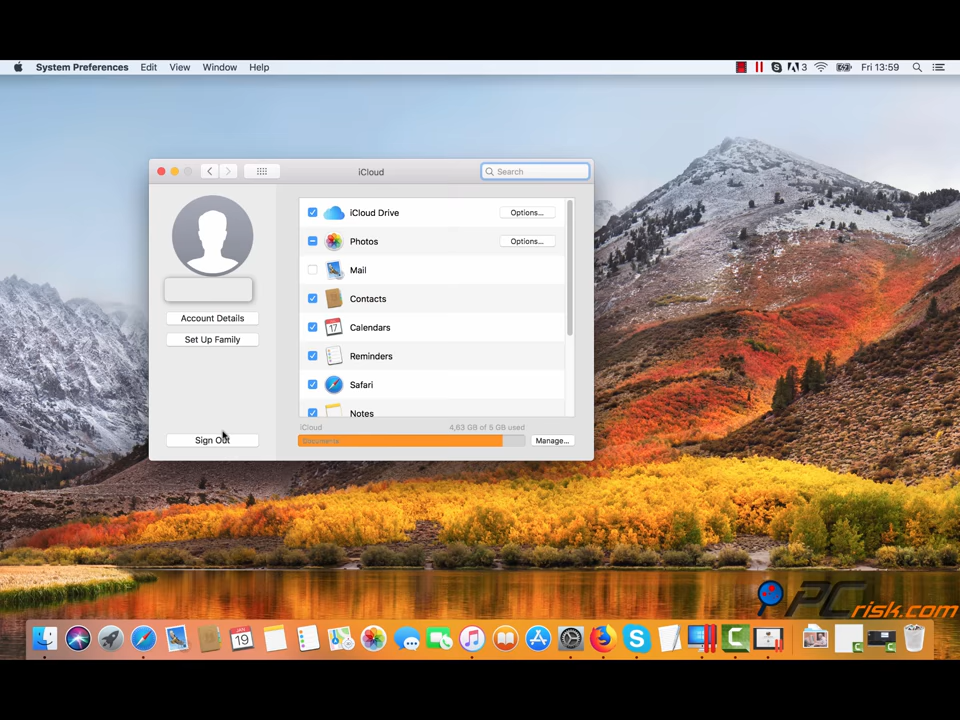 System Preferences Edit View Window Help 3 Fri 13:59
iCloud
Search
iCloud Drive Options...
Photos Options...
Mail
Contacts
17 Calendars
Reminders
Safari
Notes
Account Details
Set Up Family
Sign Out
iCloud 4,63 GB of 5 GB used
Documents Manage...
PCrisk.com
JAN
19